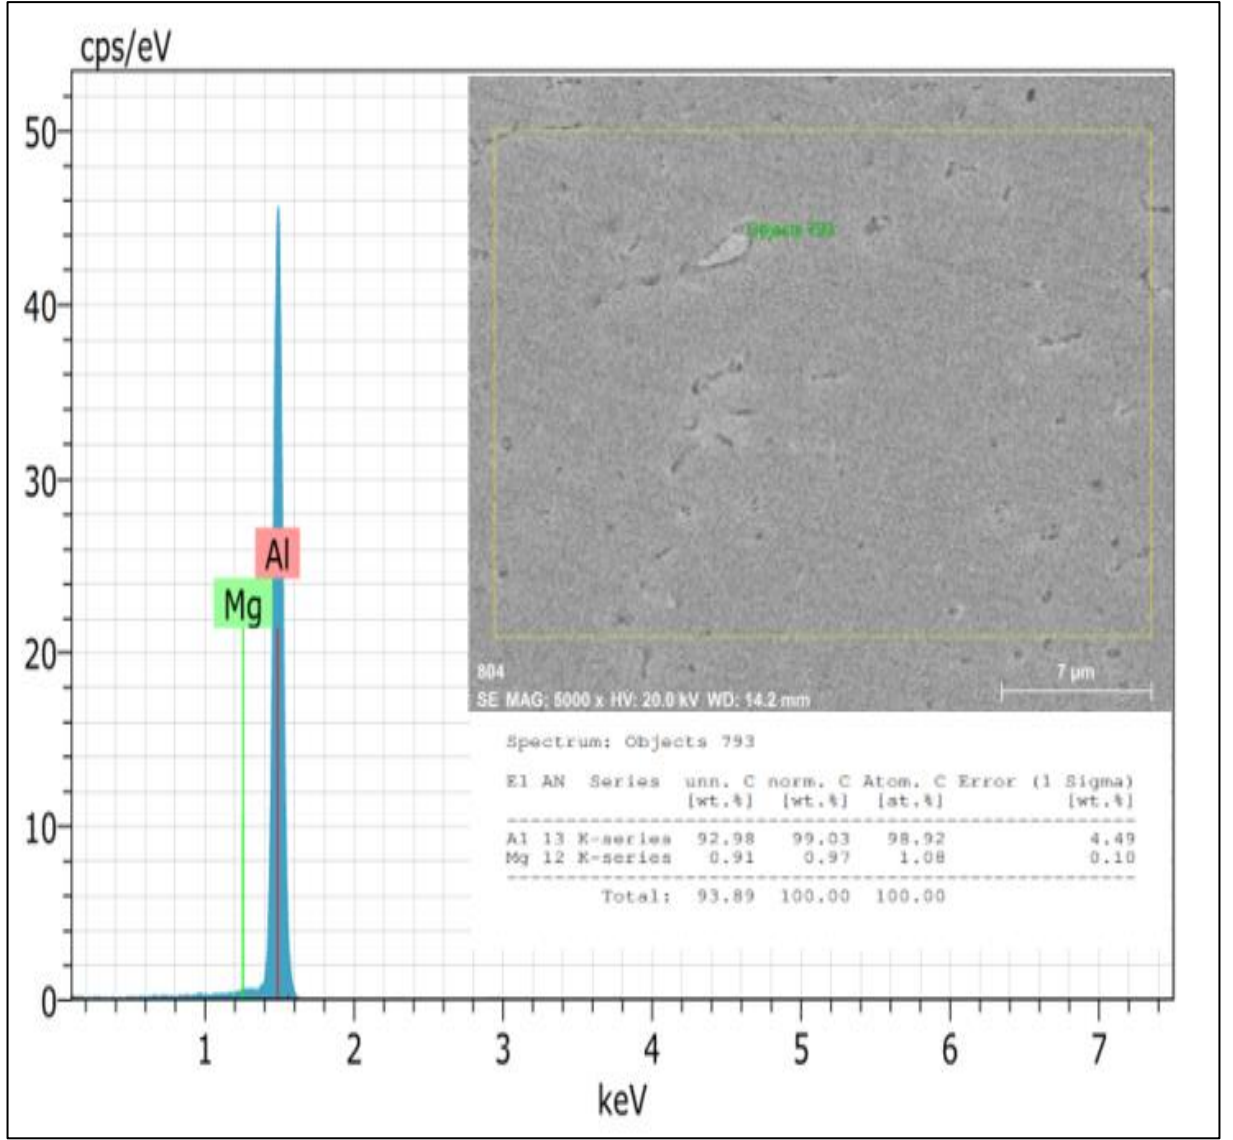 cps/eV
50
40
30
20
10
0
Al
Mg
1 2 3 4 5 6 7
keV
Objects 793
804
7 µm
SE MAG: 5000 x HV: 20.0 kV WD: 14.2 mm
Spectrum: Objects 793
El AN Series unn. C norm. C Atom. C Error (1 Sigma)
[wt.%] [wt.%] [at.%] [wt.%]
Al 13 K-series 92.98 99.03 98.92 4.49
Mg 12 K-series 0.91 0.97 1.08 0.10
Total: 93.89 100.00 100.00